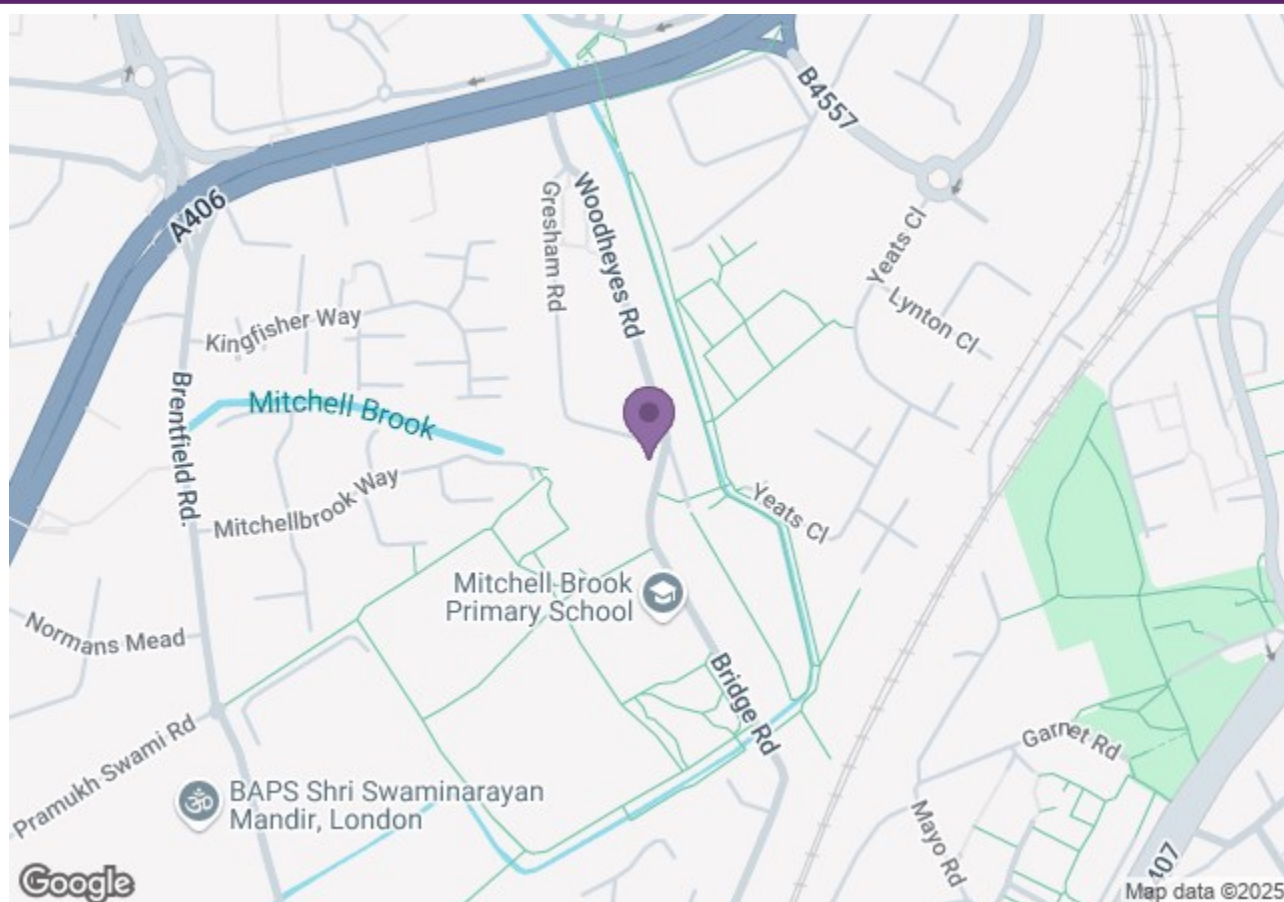 B4557
A406
Gresham Rd
Woodheyes Rd
Yeats Cl
Lynton Cl
Kingfisher Way
Brentfield Rd.
Mitchell Brook
Mitchellbrook Way
Yeats Cl
Mitchell Brook
Primary School
Normans Mead
Bridge Rd
Pramukh Swami Rd
Garnet Rd
BAPS Shri Swaminarayan
Mandir, London
Mayo Rd
407
Google
Map data ©2025